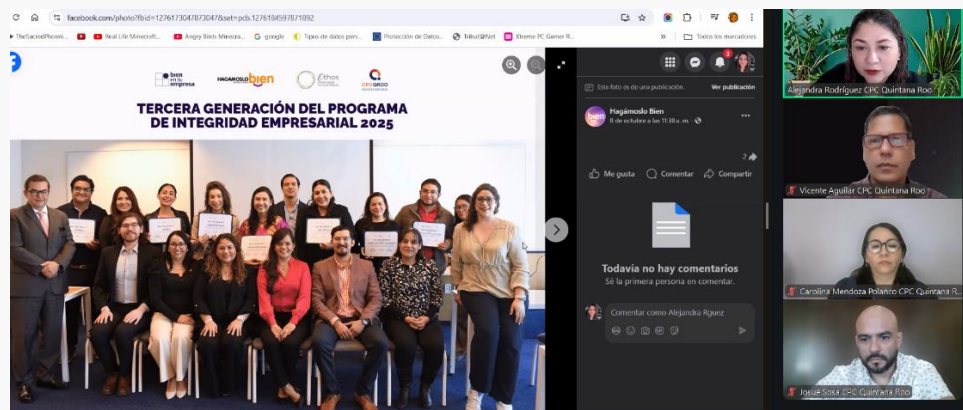 facebook.com/photo?fbid=1276173047873047&set=pcb.1276184597871892
TheSacredPhoeni...
Real Life Minecraft...
Angry Birds Minecra...
google
Tipos de datos pers...
Protección de Datos...
Tribut@Net
Xtreme PC Gamer R...
»
Todos los marcadores
bien en tu empresa
HAGÁMOSLO bien
Ethos
CPCQROO
TERCERA GENERACIÓN DEL PROGRAMA
DE INTEGRIDAD EMPRESARIAL 2025
3
Esta foto es de una publicación.
Ver publicación
bien
Hagámoslo Bien
8 de octubre a las 11:38 a. m.
2
Me gusta
Comentar
Compartir
Todavía no hay comentarios
Sé la primera persona en comentar.
Comentar como Alejandra Rguez
Alejandra Rodríguez CPC Quintana Roo
Vicente Aguilar CPC Quintana Roo
Carolina Mendoza Polanco CPC Quintana R...
Josué Sosa CPC Quintana Roo